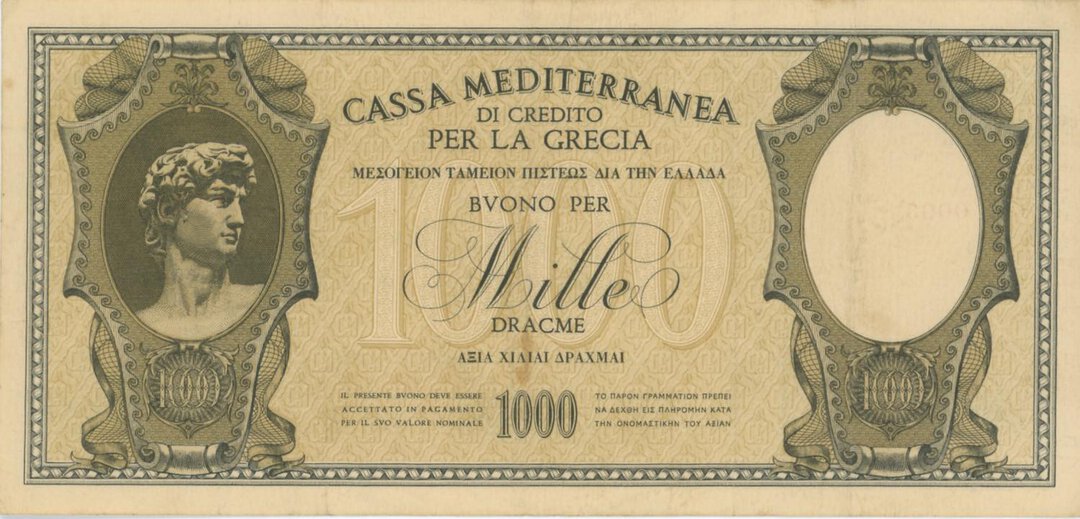 CASSA MEDITERRANEA
DI CREDITO
PER LA GRECIA
ΜΕΣΟΓΕΙΟΝ ΤΑΜΕΙΟΝ ΠΙΣΤΕΩΣ ΔΙΑ ΤΗΝ ΕΛΛΑΔΑ
BVONO PER
1000
Mille
DRACME
ΑΞΙΑ ΧΙΛΙΑΙ ΔΡΑΧΜΑΙ
1000
1000
IL PRESENTE BVONO DEVE ESSERE
ACCETTATO IN PAGAMENTO
PER IL SVO VALORE NOMINALE
1000
ΤΟ ΠΑΡΟΝ ΓΡΑΜΜΑΤΙΟΝ ΠΡΕΠΕΙ
ΝΑ ΔΕΧΘΗ ΕΙΣ ΠΛΗΡΟΜΗΝ ΚΑΤΑ
ΤΗΝ ΟΝΟΜΑΣΤΙΚΗΝ ΤΟΥ ΑΞΙΑΝ